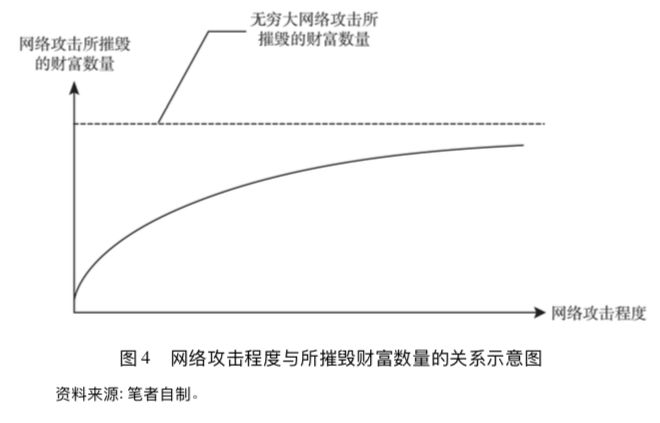 无穷大网络攻击所
摧毁的财富数量
网络攻击所摧毁
的财富数量
网络攻击程度
图4 网络攻击程度与所摧毁财富数量的关系示意图
资料来源: 笔者自制。